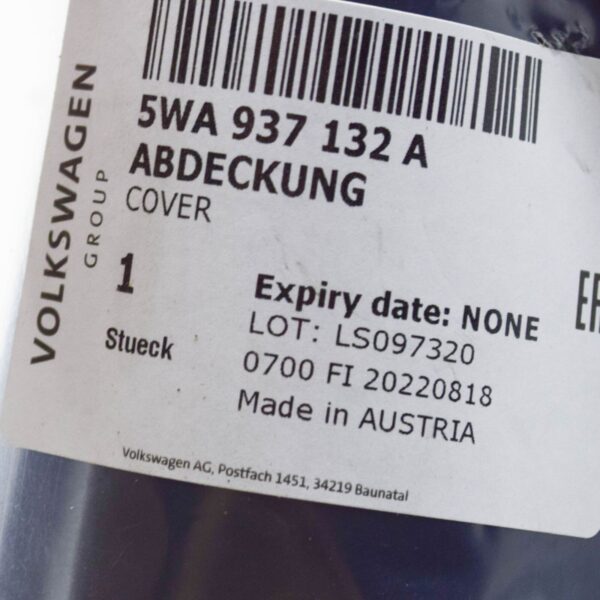 VOLKSWAGEN
GROUP
5WA 937 132 A
ABDECKUNG
COVER
1
Stueck
Expiry date: NONE
LOT: LS097320
0700 FI 20220818
Made in AUSTRIA
Volkswagen AG, Postfach 1451, 34219 Baunatal